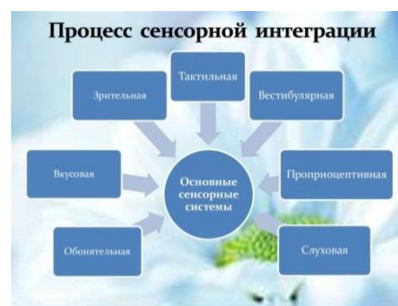 Процесс сенсорной интеграции
Тактильная
Зрительная
Вестибулярная
Вкусовая
Проприоцептивная
Основные
сенсорные
системы
Обонятельная
Слуховая